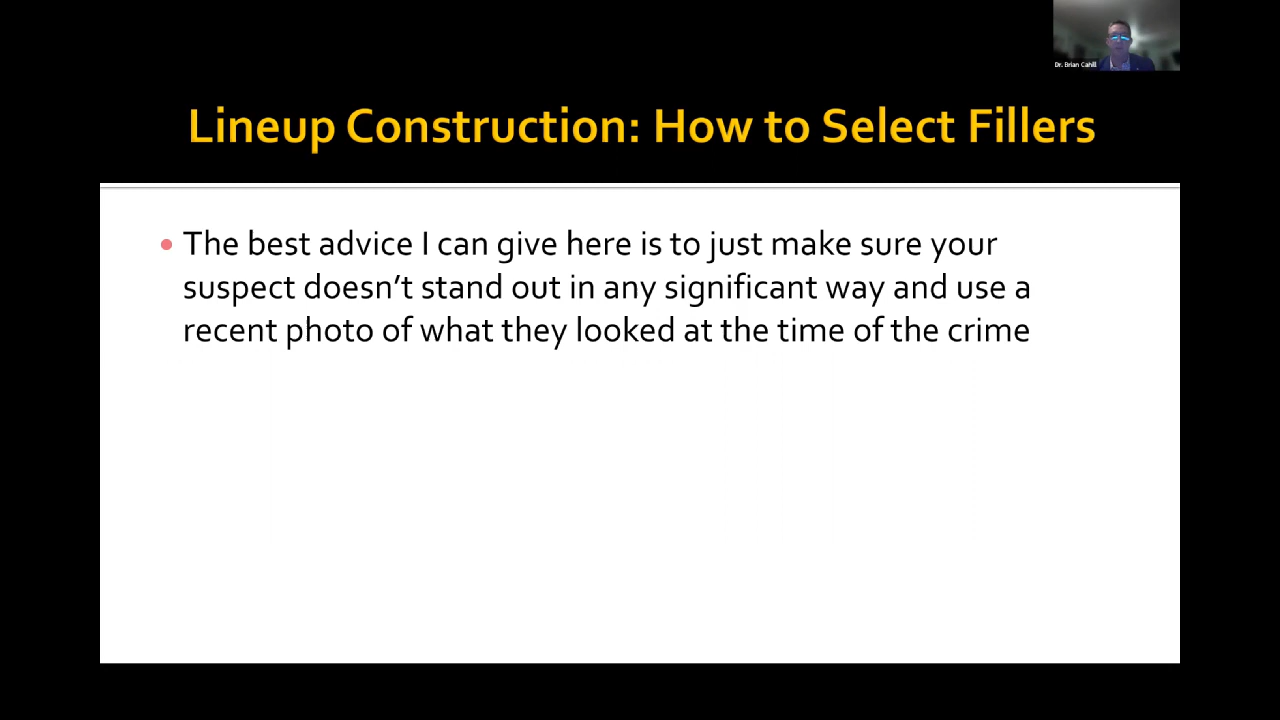 Dr. Brian Cahill
Lineup Construction: How to Select Fillers
The best advice I can give here is to just make sure your
suspect doesn’t stand out in any significant way and use a
recent photo of what they looked at the time of the crime